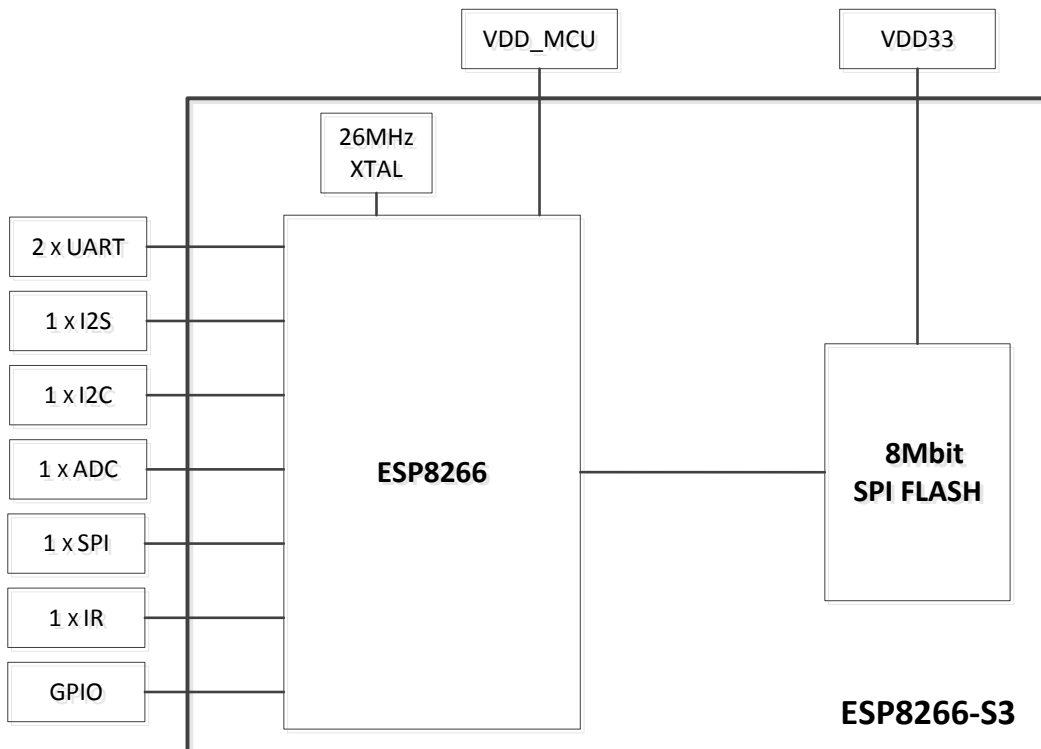 VDD_MCU
VDD33
26MHz
XTAL
2 x UART
1 x I2S
1 x I2C
1 x ADC
1 x SPI
1 x IR
GPIO
ESP8266
8Mbit
SPI FLASH
ESP8266-S3